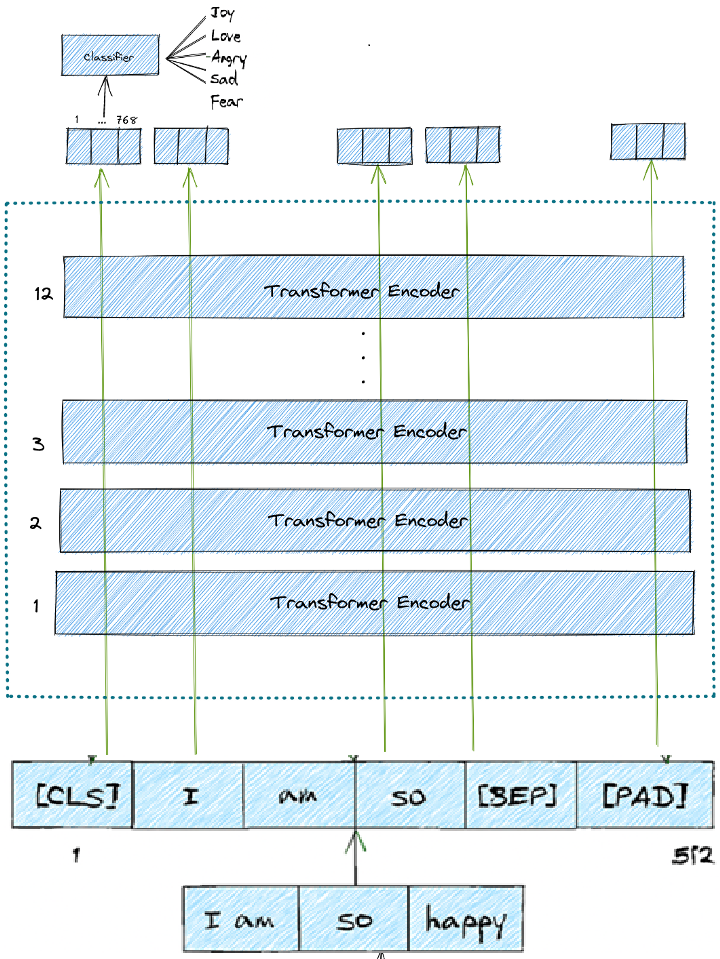 Joy
Love
Classifier
Angry
Sad
Fear
1 ... 768
12 Transformer Encoder
3 Transformer Encoder
2 Transformer Encoder
1 Transformer Encoder
[CLS] I am so [SEP] [PAD]
1 512
I am so happy